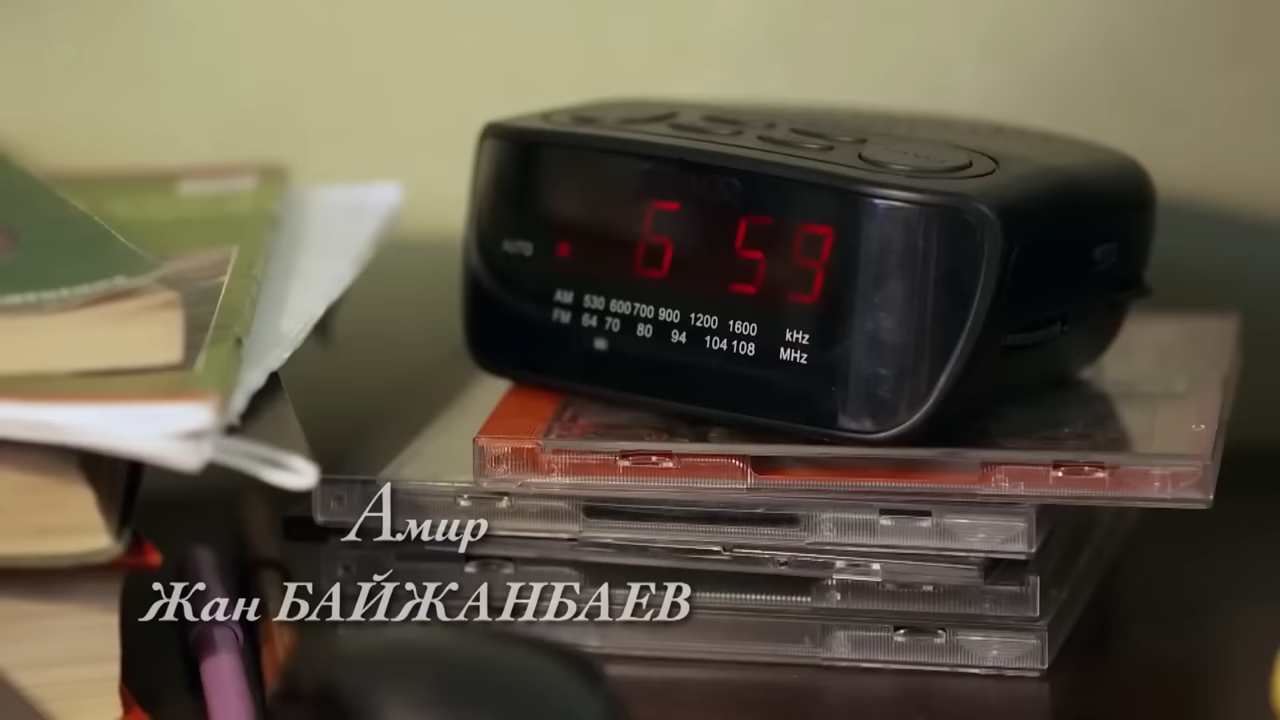 6 59
AUTO
AM 530 600 700 900 1200 1600 kHz
FM 64 70 80 94 104 108 MHz
Амир
Жан БАЙЖАНБАЕВ